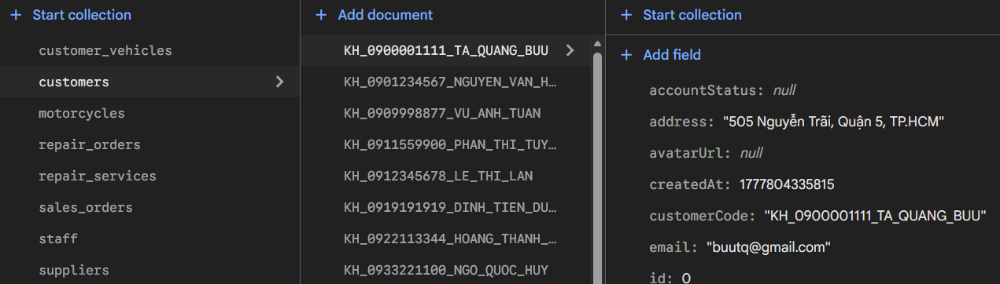 Start collection
customer_vehicles
customers
motorcycles
repair_orders
repair_services
sales_orders
staff
suppliers
Add document
KH_0900001111_TA_QUANG_BUU
KH_0901234567_NGUYEN_VAN_H…
KH_0909998877_VU_ANH_TUAN
KH_0911559900_PHAN_THI_TUY…
KH_0912345678_LE_THI_LAN
KH_0919191919_DINH_TIEN_DU…
KH_0922113344_HOANG_THANH_…
KH_0933221100_NGO_QUOC_HUY
Start collection
Add field
accountStatus: null
address: "505 Nguyễn Trãi, Quận 5, TP.HCM"
avatarUrl: null
createdAt: 1777804335815
customerCode: "KH_0900001111_TA_QUANG_BUU"
email: "buutq@gmail.com"
id: 0